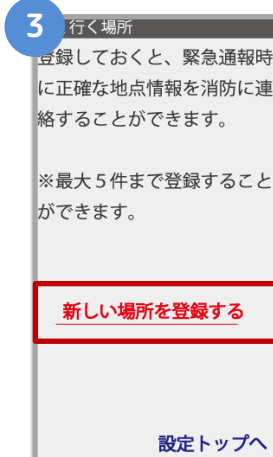 3
行く場所
登録しておくと、緊急通報時
に正確な地点情報を消防に連
絡することができます。
※最大5件まで登録すること
ができます。
新しい場所を登録する
設定トップへ